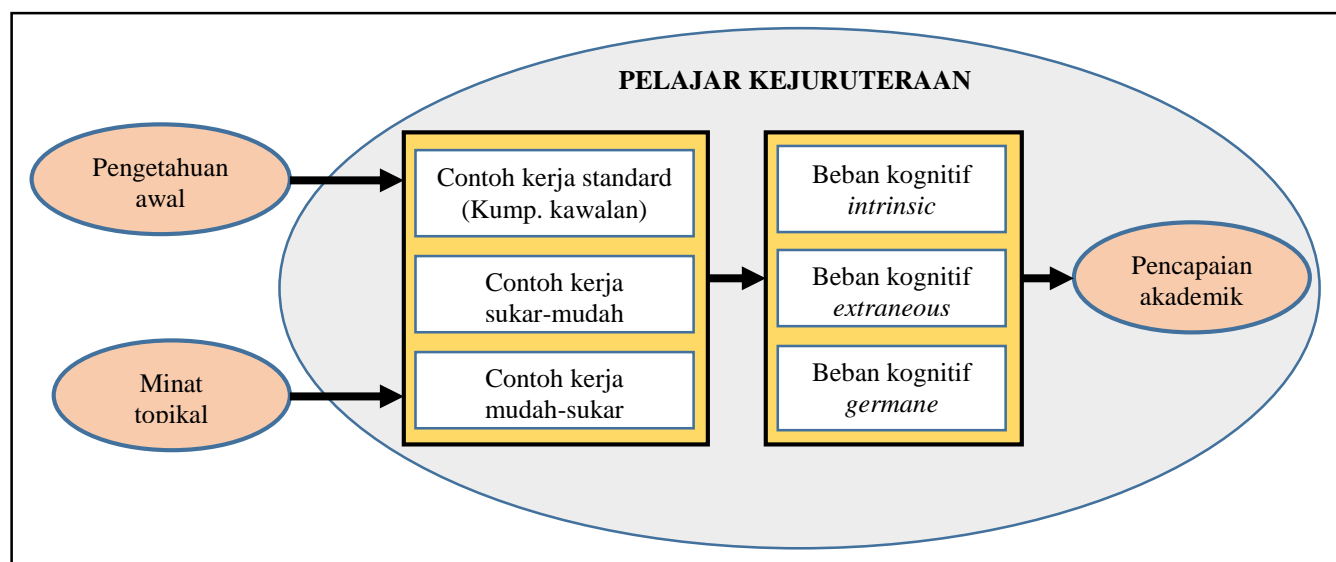 PELAJAR KEJURUTERAAN
Pengetahuan
awal
Minat
topikal
Contoh kerja standard
(Kump. kawalan)
Contoh kerja
sukar-mudah
Contoh kerja
mudah-sukar
Beban kognitif
intrinsic
Beban kognitif
extraneous
Beban kognitif
germane
Pencapaian
akademik